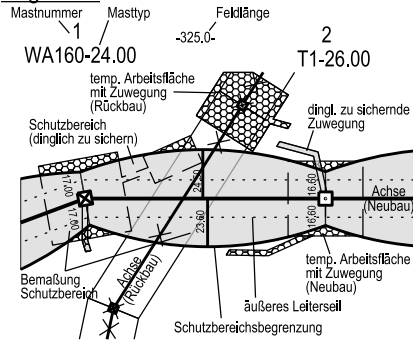 Mastnummer Masttyp
Feldlänge
1
WA160-24.00
-325.0-
2
T1-26.00
temp. Arbeitsfläche
mit Zuwegung
(Rückbau)
Schutzbereich
(dinglich zu sichern)
dingl. zu sichernde
Zuwegung
17.00
17.60
24.50
23.60
16.60
16.60
Achse
(Neubau)
Achse
(Rückbau)
Bemaßung
Schutzbereich
temp. Arbeitsfläche
mit Zuwegung
(Neubau)
äußeres Leiterseil
Schutzbereichsbegrenzung